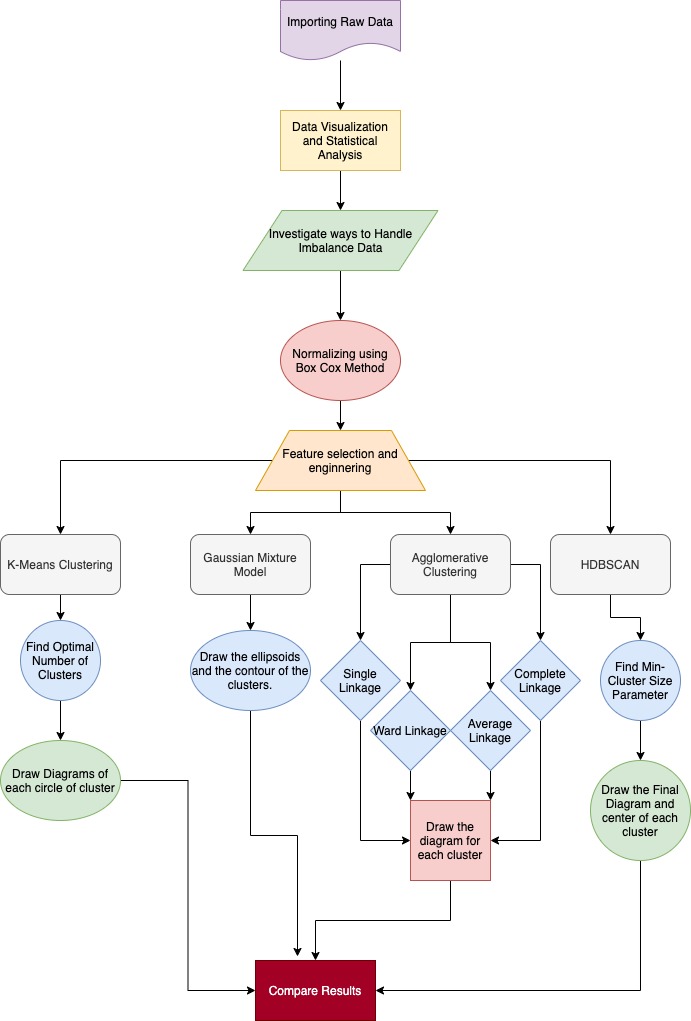 Importing Raw Data
Data Visualization
and Statistical
Analysis
Investigate ways to Handle
Imbalance Data
Normalizing using
Box Cox Method
Feature selection and
enginnering
K-Means Clustering
Gaussian Mixture
Model
Agglomerative
Clustering
HDBSCAN
Find Optimal
Number of
Clusters
Draw the ellipsoids
and the contour of the
clusters.
Single
Linkage
Ward Linkage
Average
Linkage
Complete
Linkage
Find Min-
Cluster Size
Parameter
Draw Diagrams of
each circle of cluster
Draw the
diagram for
each cluster
Draw the Final
Diagram and
center of each
cluster
Compare Results